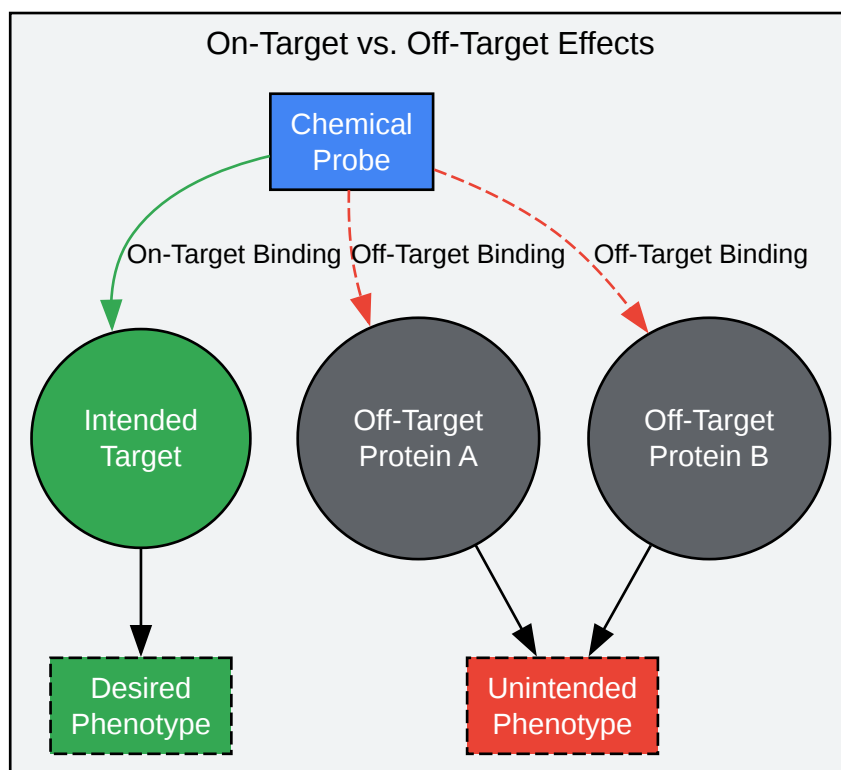 On-Target vs. Off-Target Effects
Chemical
Probe
On-Target Binding
Off-Target Binding
Off-Target Binding
Intended
Target
Off-Target
Protein A
Off-Target
Protein B
Desired
Phenotype
Unintended
Phenotype